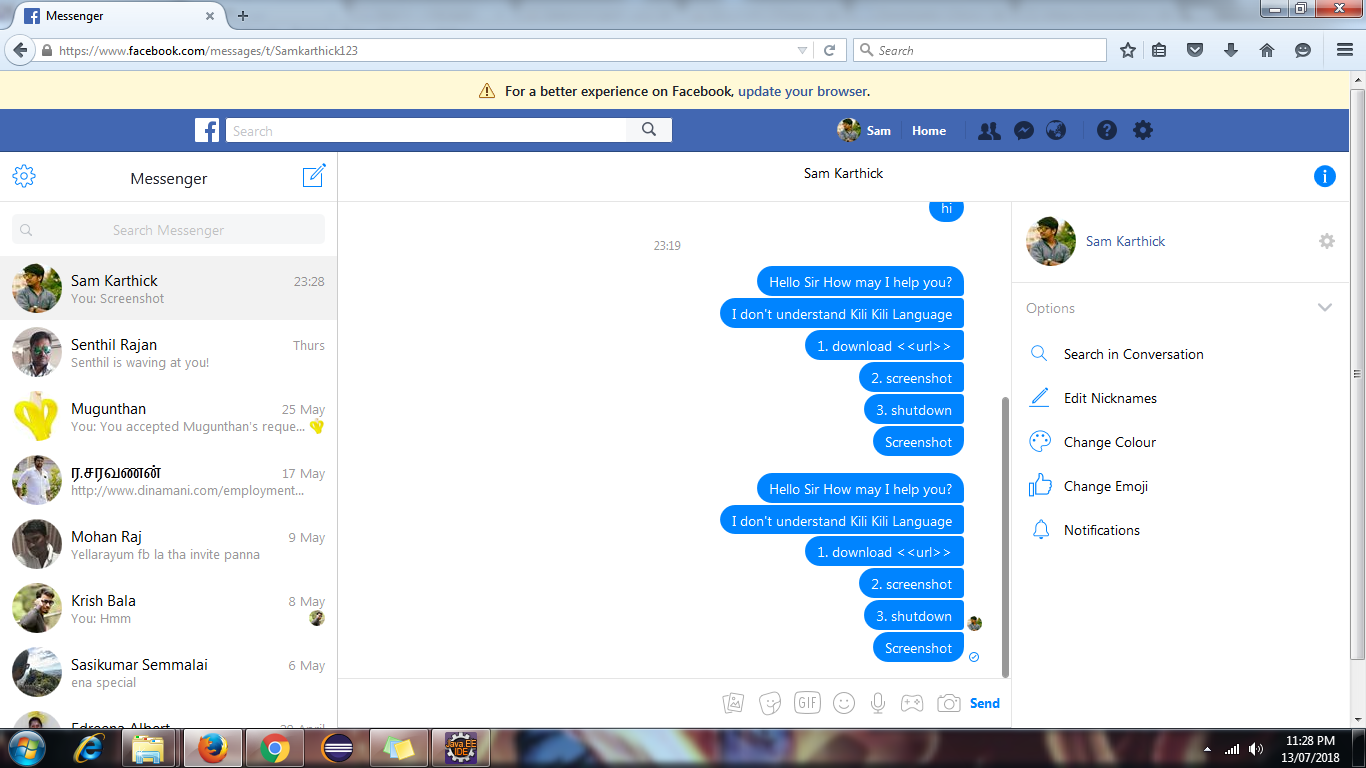 Messenger
https://www.facebook.com/messages/t/Samkarthick123
Search
For a better experience on Facebook, update your browser.
Search
Sam
Home
Messenger
Sam Karthick
Search Messenger
Sam Karthick 23:28
You: Screenshot
Senthil Rajan Thurs
Senthil is waving at you!
Mugunthan 25 May
You: You accepted Mugunthan's reque...
ர.சரவணன் 17 May
http://www.dinamani.com/employment...
Mohan Raj 9 May
Yellarayum fb la tha invite panna
Krish Bala 8 May
You: Hmm
Sasikumar Semmalai 6 May
ena special
hi
23:19
Hello Sir How may I help you?
I don't understand Kili Kili Language
1. download <<url>>
2. screenshot
3. shutdown
Screenshot
Hello Sir How may I help you?
I don't understand Kili Kili Language
1. download <<url>>
2. screenshot
3. shutdown
Screenshot
GIF
Send
Sam Karthick
Options
Search in Conversation
Edit Nicknames
Change Colour
Change Emoji
Notifications
Java EE
IDE
11:28 PM
13/07/2018